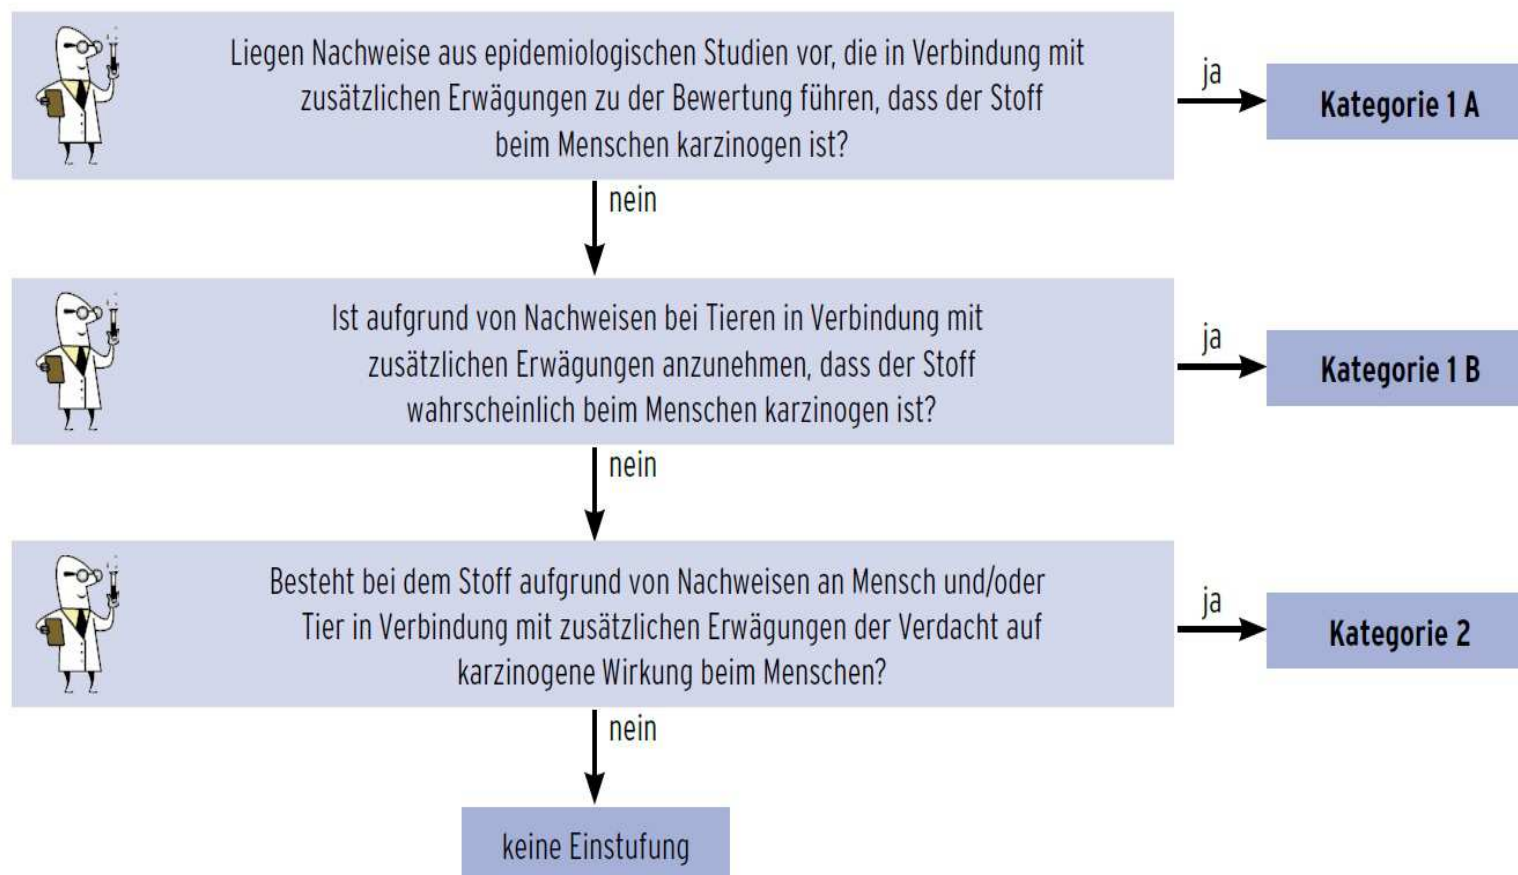 Liegen Nachweise aus epidemiologischen Studien vor, die in Verbindung mit
zusätzlichen Erwägungen zu der Bewertung führen, dass der Stoff
beim Menschen karzinogen ist?
ja
Kategorie 1 A
nein
Ist aufgrund von Nachweisen bei Tieren in Verbindung mit
zusätzlichen Erwägungen anzunehmen, dass der Stoff
wahrscheinlich beim Menschen karzinogen ist?
ja
Kategorie 1 B
nein
Besteht bei dem Stoff aufgrund von Nachweisen an Mensch und/oder
Tier in Verbindung mit zusätzlichen Erwägungen der Verdacht auf
karzinogene Wirkung beim Menschen?
ja
Kategorie 2
nein
keine Einstufung